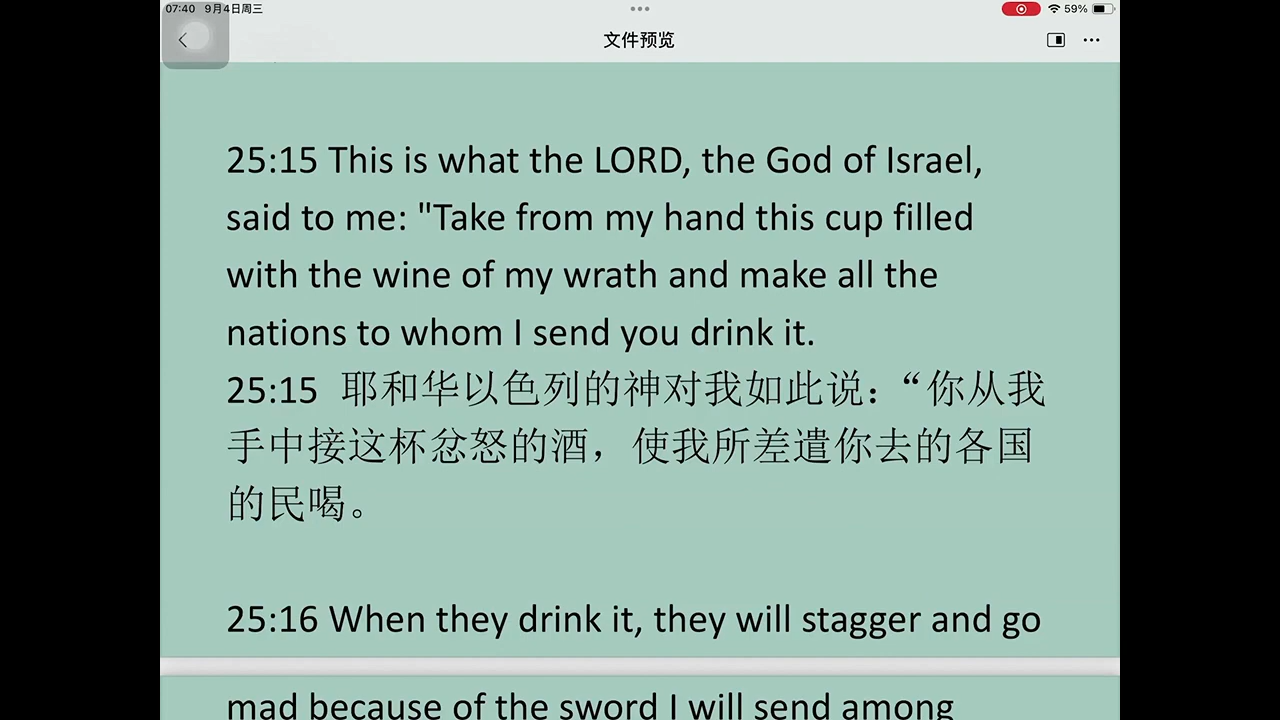 07:40 9月4日周三
59%
文件预览
25:15 This is what the LORD, the God of Israel,
said to me: "Take from my hand this cup filled
with the wine of my wrath and make all the
nations to whom I send you drink it.
25:15 耶和华以色列的神对我如此说：“你从我
手中接这杯忿怒的酒，使我所差遣你去的各国
的民喝。
25:16 When they drink it, they will stagger and go
mad because of the sword I will send among